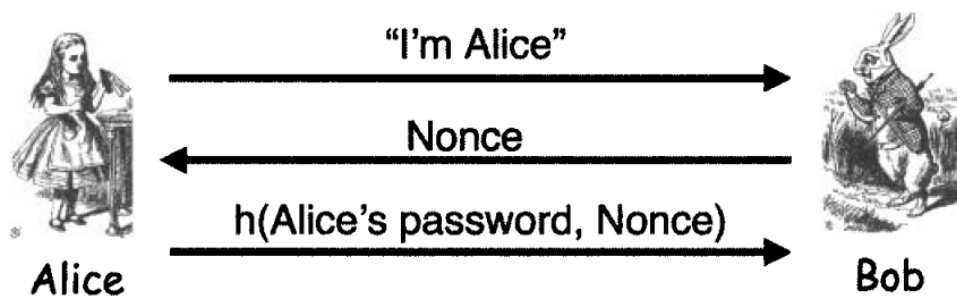 “I’m Alice”
Nonce
h(Alice’s password, Nonce)
Alice
Bob